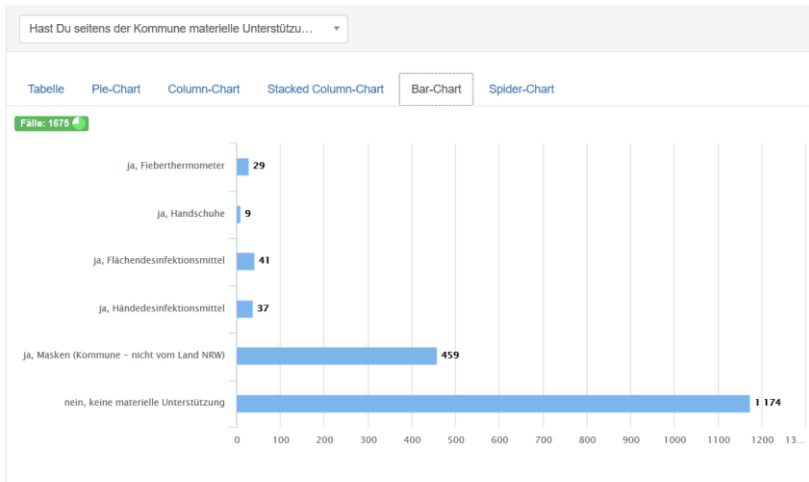 Hast Du seitens der Kommune materielle Unterstützu...
Tabelle Pie-Chart Column-Chart Stacked Column-Chart Bar-Chart Spider-Chart
Fälle: 1675
ja, Fieberthermometer 29
ja, Handschuhe 9
ja, Flächendesinfektionsmittel 41
ja, Händedesinfektionsmittel 37
ja, Masken (Kommune – nicht vom Land NRW) 459
nein, keine materielle Unterstützung 1 174
0 100 200 300 400 500 600 700 800 900 1000 1100 1200 13...